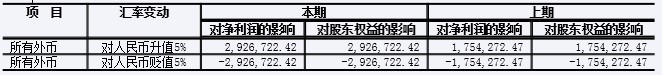 项 目 汇率变动 本期 上期
对净利润的影响 对股东权益的影响 对净利润的影响 对股东权益的影响
所有外币 对人民币升值5% 2,926,722.42 2,926,722.42 1,754,272.47 1,754,272.47
所有外币 对人民币贬值5% -2,926,722.42 -2,926,722.42 -1,754,272.47 -1,754,272.47